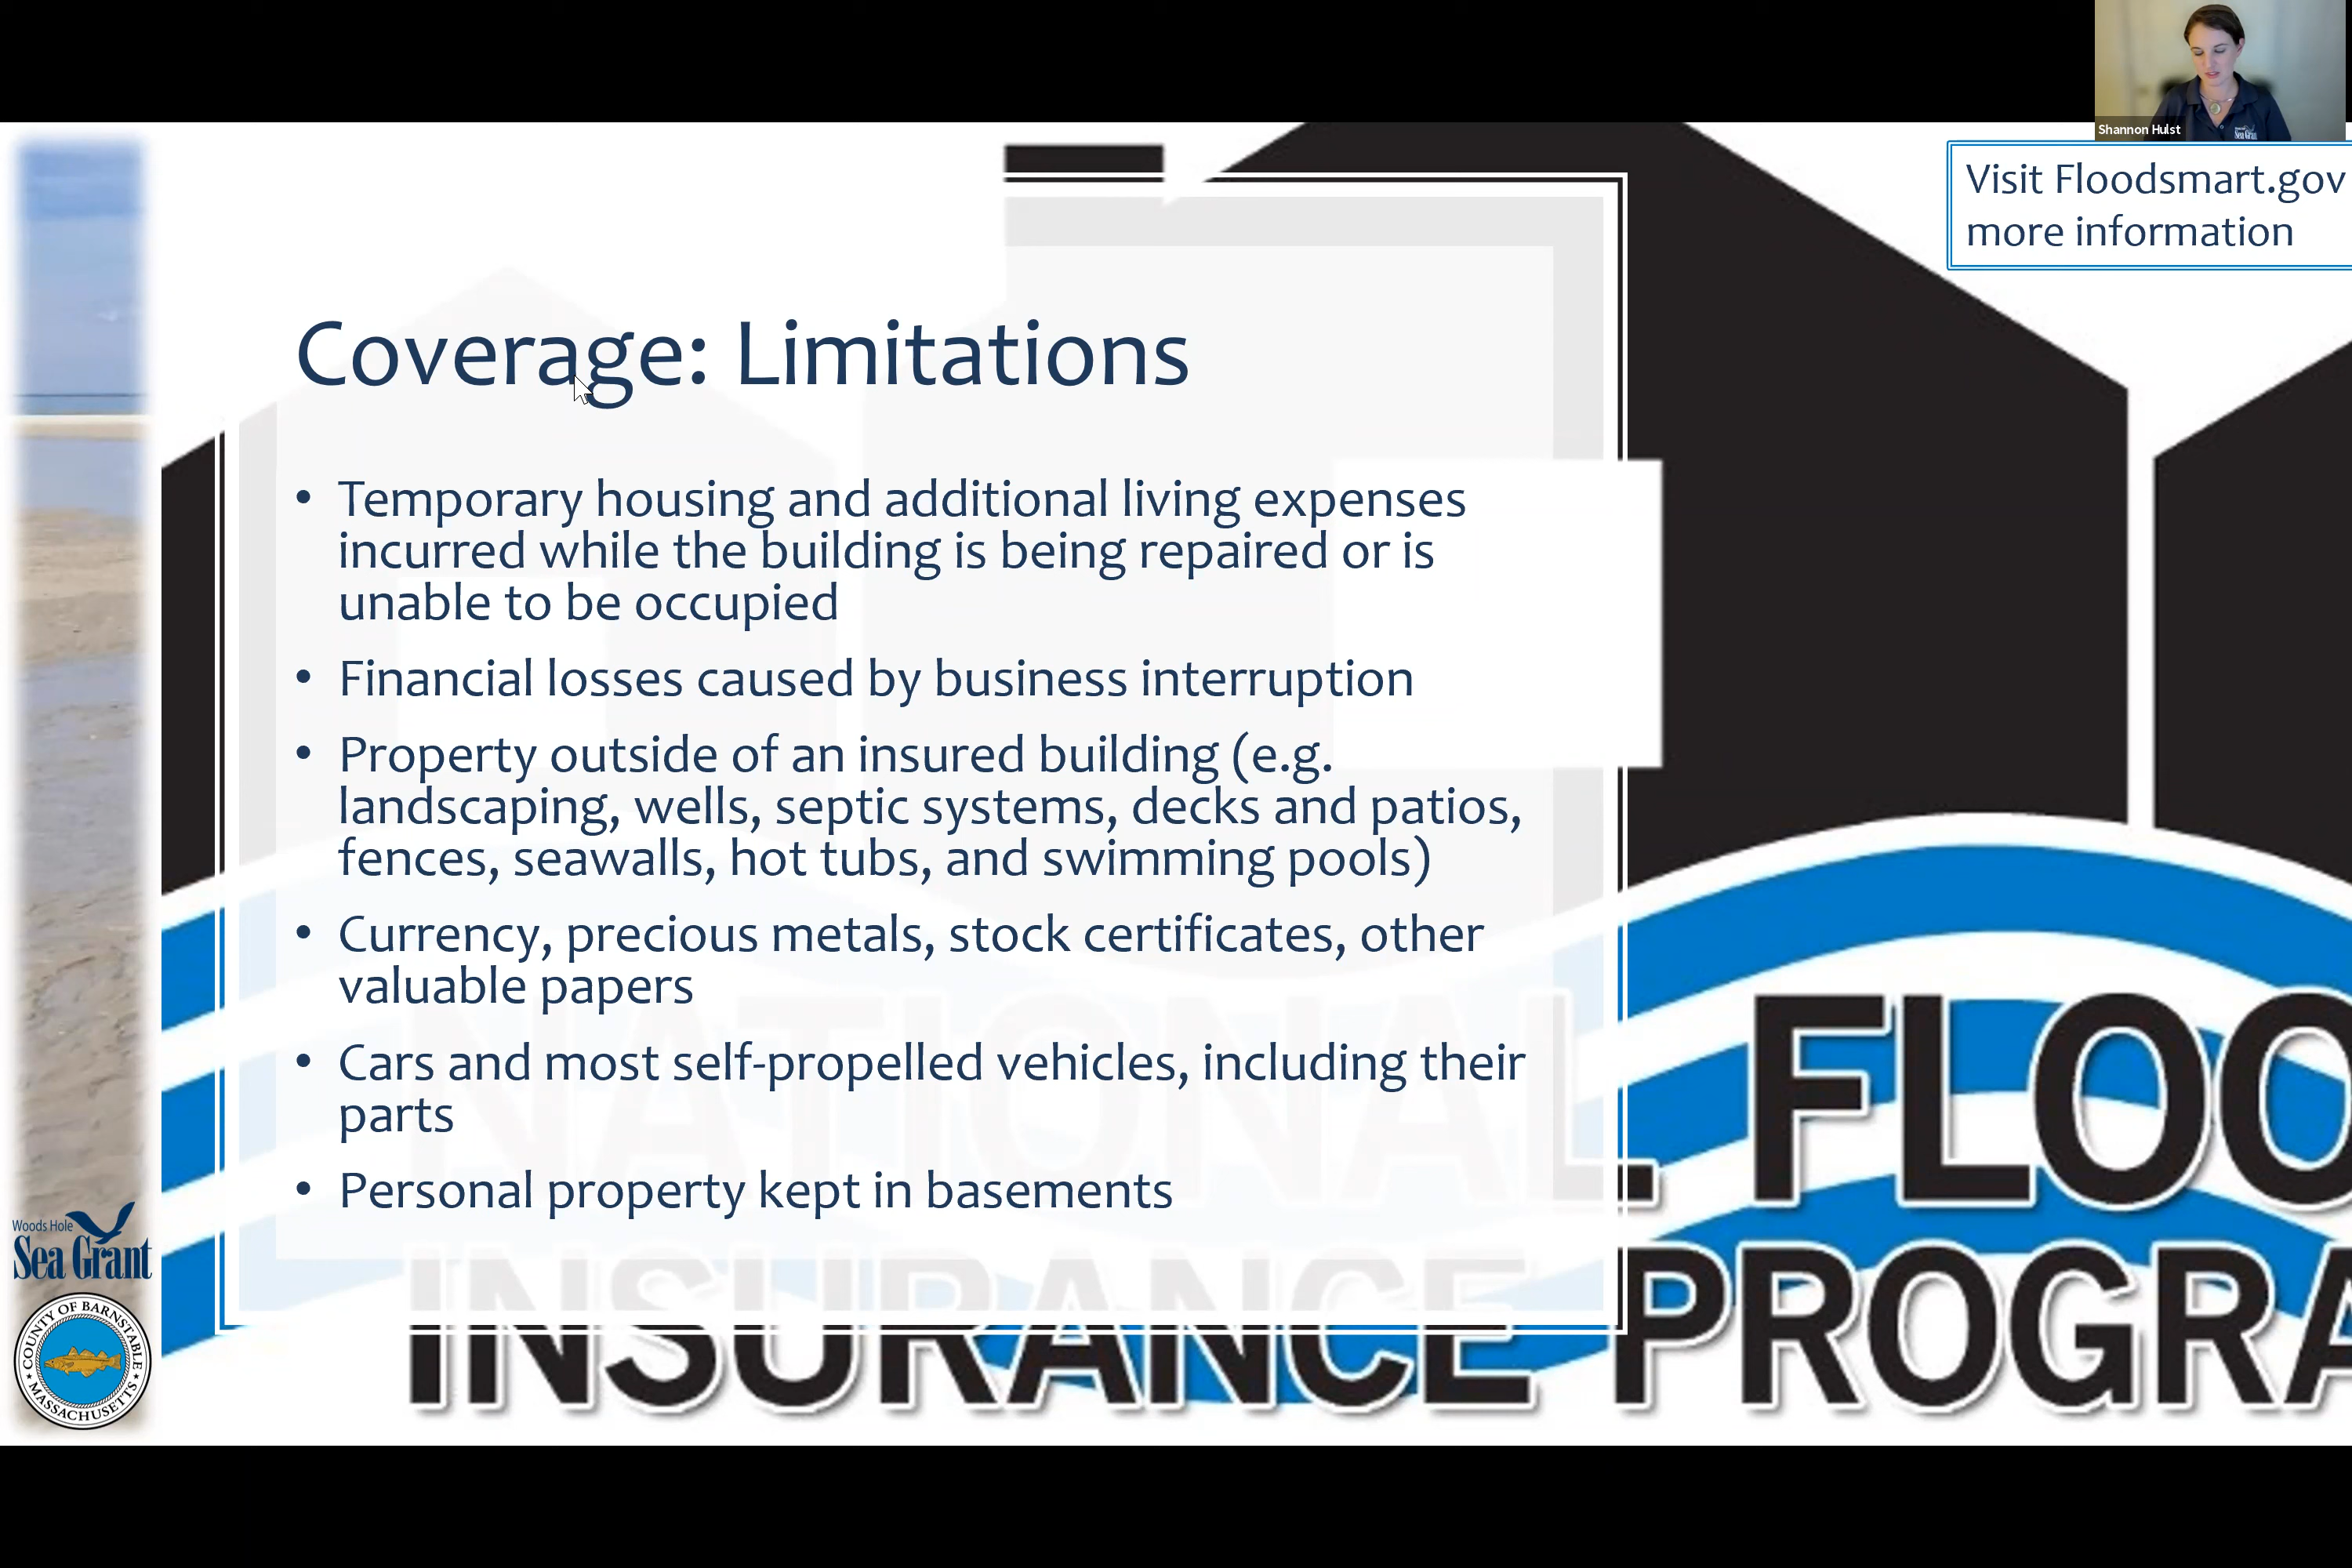 Shannon Hulst
Sea Grant
Visit Floodsmart.gov
more information
Coverage: Limitations
• Temporary housing and additional living expenses
incurred while the building is being repaired or is
unable to be occupied
• Financial losses caused by business interruption
• Property outside of an insured building (e.g.
landscaping, wells, septic systems, decks and patios,
fences, seawalls, hot tubs, and swimming pools)
• Currency, precious metals, stock certificates, other
valuable papers
• Cars and most self-propelled vehicles, including their
parts
• Personal property kept in basements
NATIONAL FLOO
INSURANCE PROGRA
Woods Hole
Sea Grant
COUNTY OF BARNSTABLE
MASSACHUSETTS